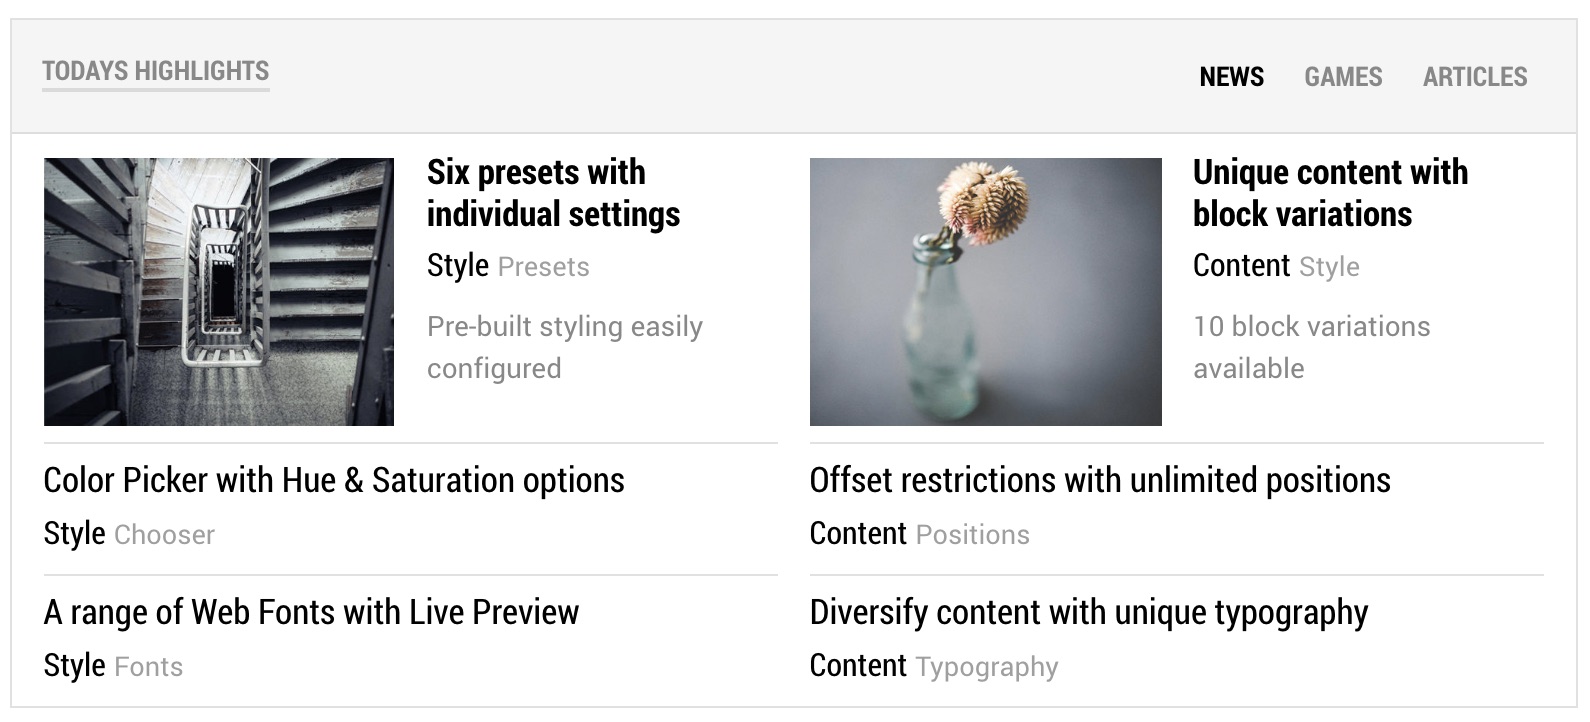 TODAYS HIGHLIGHTS
NEWS GAMES ARTICLES
Six presets with
individual settings
Style Presets
Pre-built styling easily
configured
Unique content with
block variations
Content Style
10 block variations
available
Color Picker with Hue & Saturation options
Style Chooser
Offset restrictions with unlimited positions
Content Positions
A range of Web Fonts with Live Preview
Style Fonts
Diversify content with unique typography
Content Typography